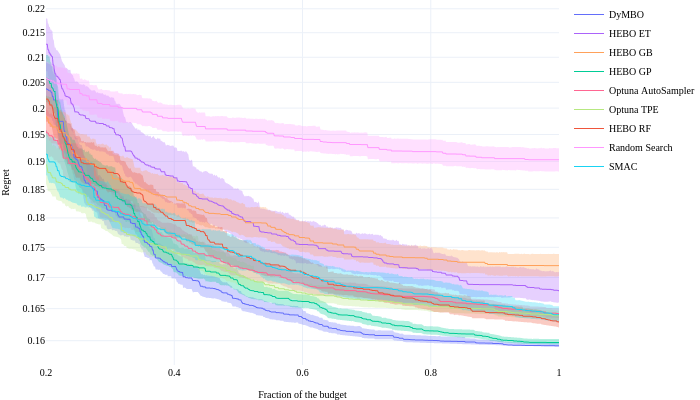 0.22
0.215
0.21
0.205
0.2
0.195
0.19
0.185
0.18
0.175
0.17
0.165
0.16
Regret
0.2
0.4
0.6
0.8
1
Fraction of the budget
DyMBO
HEBO ET
HEBO GB
HEBO GP
Optuna AutoSampler
Optuna TPE
HEBO RF
Random Search
SMAC